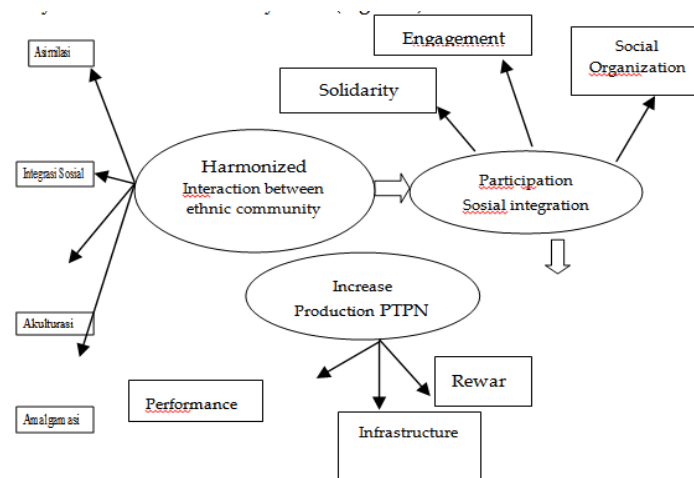 Asimilasi
Engagement
Social
Organization
Solidarity
Integrasi Sosial
Harmonized
Interaction between
ethnic community
Participation
Sosial integration
Increase
Production PTPN
Akulturasi
Rewar
Performance
Amalgamasi
Infrastructure